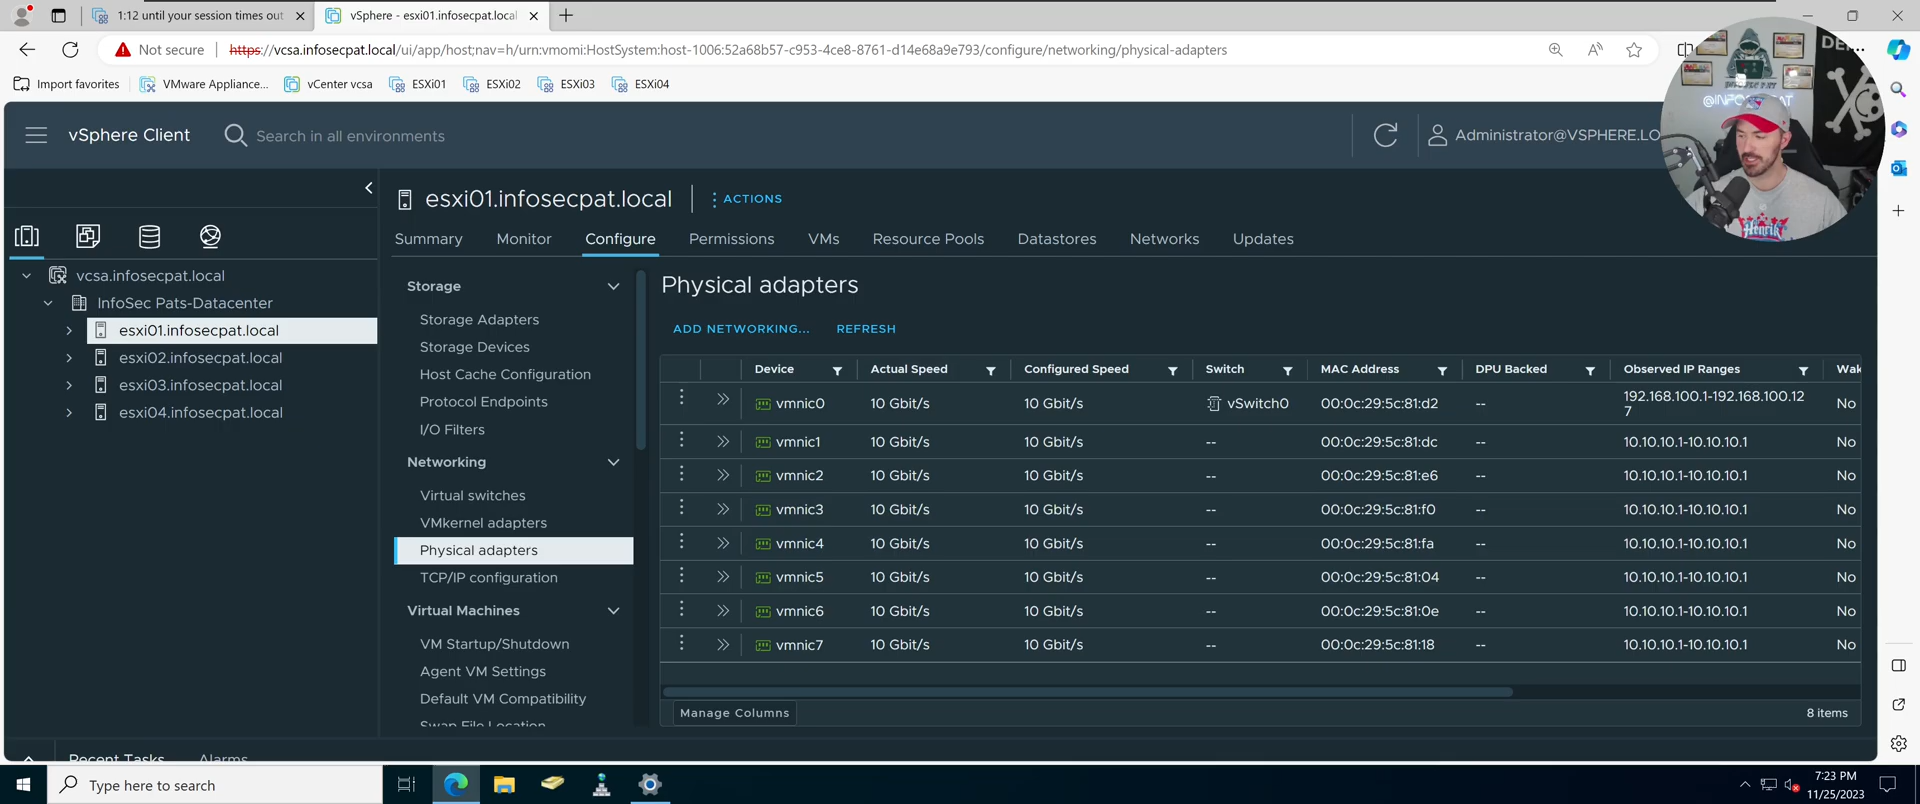 1:12 until your session times out
vSphere - esxi01.infosecpat.local
Not secure
https://vcsa.infosecpat.local/ui/app/host;nav=h/urn:vmomi:HostSystem:host-1006:52a68b57-c953-4ce8-8761-d14e68a9e793/configure/networking/physical-adapters
Import favorites
VMware Appliance...
vCenter vcsa
ESXi01
ESXi02
ESXi03
ESXi04
vSphere Client
Search in all environments
Administrator@VSPHERE.LO
esxi01.infosecpat.local
ACTIONS
Summary
Monitor
Configure
Permissions
VMs
Resource Pools
Datastores
Networks
Updates
vcsa.infosecpat.local
InfoSec Pats-Datacenter
esxi01.infosecpat.local
esxi02.infosecpat.local
esxi03.infosecpat.local
esxi04.infosecpat.local
Storage
Storage Adapters
Storage Devices
Host Cache Configuration
Protocol Endpoints
I/O Filters
Networking
Virtual switches
VMkernel adapters
Physical adapters
TCP/IP configuration
Virtual Machines
VM Startup/Shutdown
Agent VM Settings
Default VM Compatibility
Swap File Location
Physical adapters
ADD NETWORKING... REFRESH
Device Actual Speed Configured Speed Switch MAC Address DPU Backed Observed IP Ranges Wak
vmnic0 10 Gbit/s 10 Gbit/s vSwitch0 00:0c:29:5c:81:d2 -- 192.168.100.1-192.168.100.12 No
7
vmnic1 10 Gbit/s 10 Gbit/s -- 00:0c:29:5c:81:dc -- 10.10.10.1-10.10.10.1 No
vmnic2 10 Gbit/s 10 Gbit/s -- 00:0c:29:5c:81:e6 -- 10.10.10.1-10.10.10.1 No
vmnic3 10 Gbit/s 10 Gbit/s -- 00:0c:29:5c:81:f0 -- 10.10.10.1-10.10.10.1 No
vmnic4 10 Gbit/s 10 Gbit/s -- 00:0c:29:5c:81:fa -- 10.10.10.1-10.10.10.1 No
vmnic5 10 Gbit/s 10 Gbit/s -- 00:0c:29:5c:81:04 -- 10.10.10.1-10.10.10.1 No
vmnic6 10 Gbit/s 10 Gbit/s -- 00:0c:29:5c:81:0e -- 10.10.10.1-10.10.10.1 No
vmnic7 10 Gbit/s 10 Gbit/s -- 00:0c:29:5c:81:18 -- 10.10.10.1-10.10.10.1 No
Manage Columns
8 items
Recent Tasks
Alarms
Type here to search
7:23 PM
11/25/2023